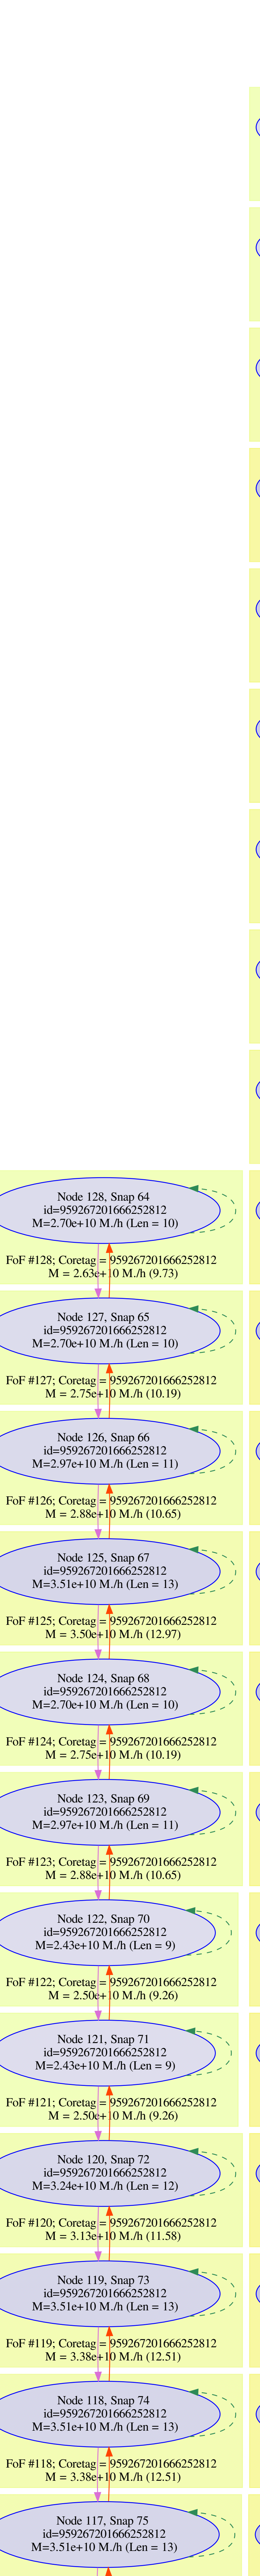 Node 128, Snap 64
id=959267201666252812
M=2.70e+10 M./h (Len = 10)
FoF #128; Coretag = 959267201666252812
M = 2.63e+10 M./h (9.73)
Node 127, Snap 65
id=959267201666252812
M=2.70e+10 M./h (Len = 10)
FoF #127; Coretag = 959267201666252812
M = 2.75e+10 M./h (10.19)
Node 126, Snap 66
id=959267201666252812
M=2.97e+10 M./h (Len = 11)
FoF #126; Coretag = 959267201666252812
M = 2.88e+10 M./h (10.65)
Node 125, Snap 67
id=959267201666252812
M=3.51e+10 M./h (Len = 13)
FoF #125; Coretag = 959267201666252812
M = 3.50e+10 M./h (12.97)
Node 124, Snap 68
id=959267201666252812
M=2.70e+10 M./h (Len = 10)
FoF #124; Coretag = 959267201666252812
M = 2.75e+10 M./h (10.19)
Node 123, Snap 69
id=959267201666252812
M=2.97e+10 M./h (Len = 11)
FoF #123; Coretag = 959267201666252812
M = 2.88e+10 M./h (10.65)
Node 122, Snap 70
id=959267201666252812
M=2.43e+10 M./h (Len = 9)
FoF #122; Coretag = 959267201666252812
M = 2.50e+10 M./h (9.26)
Node 121, Snap 71
id=959267201666252812
M=2.43e+10 M./h (Len = 9)
FoF #121; Coretag = 959267201666252812
M = 2.50e+10 M./h (9.26)
Node 120, Snap 72
id=959267201666252812
M=3.24e+10 M./h (Len = 12)
FoF #120; Coretag = 959267201666252812
M = 3.13e+10 M./h (11.58)
Node 119, Snap 73
id=959267201666252812
M=3.51e+10 M./h (Len = 13)
FoF #119; Coretag = 959267201666252812
M = 3.38e+10 M./h (12.51)
Node 118, Snap 74
id=959267201666252812
M=3.51e+10 M./h (Len = 13)
FoF #118; Coretag = 959267201666252812
M = 3.38e+10 M./h (12.51)
Node 117, Snap 75
id=959267201666252812
M=3.51e+10 M./h (Len = 13)